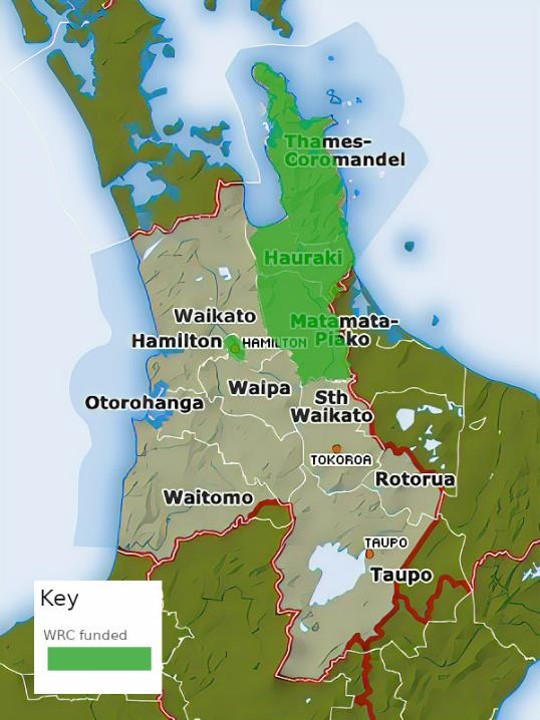 Thames-
Coromandel
Hauraki
Waikato
Matamata-
Piako
Hamilton
HAMILTON
Waipa
Otorohanga
Sth
Waikato
TOKOROA
Rotorua
Waitomo
TAUPO
Taupo
Key
WRC funded